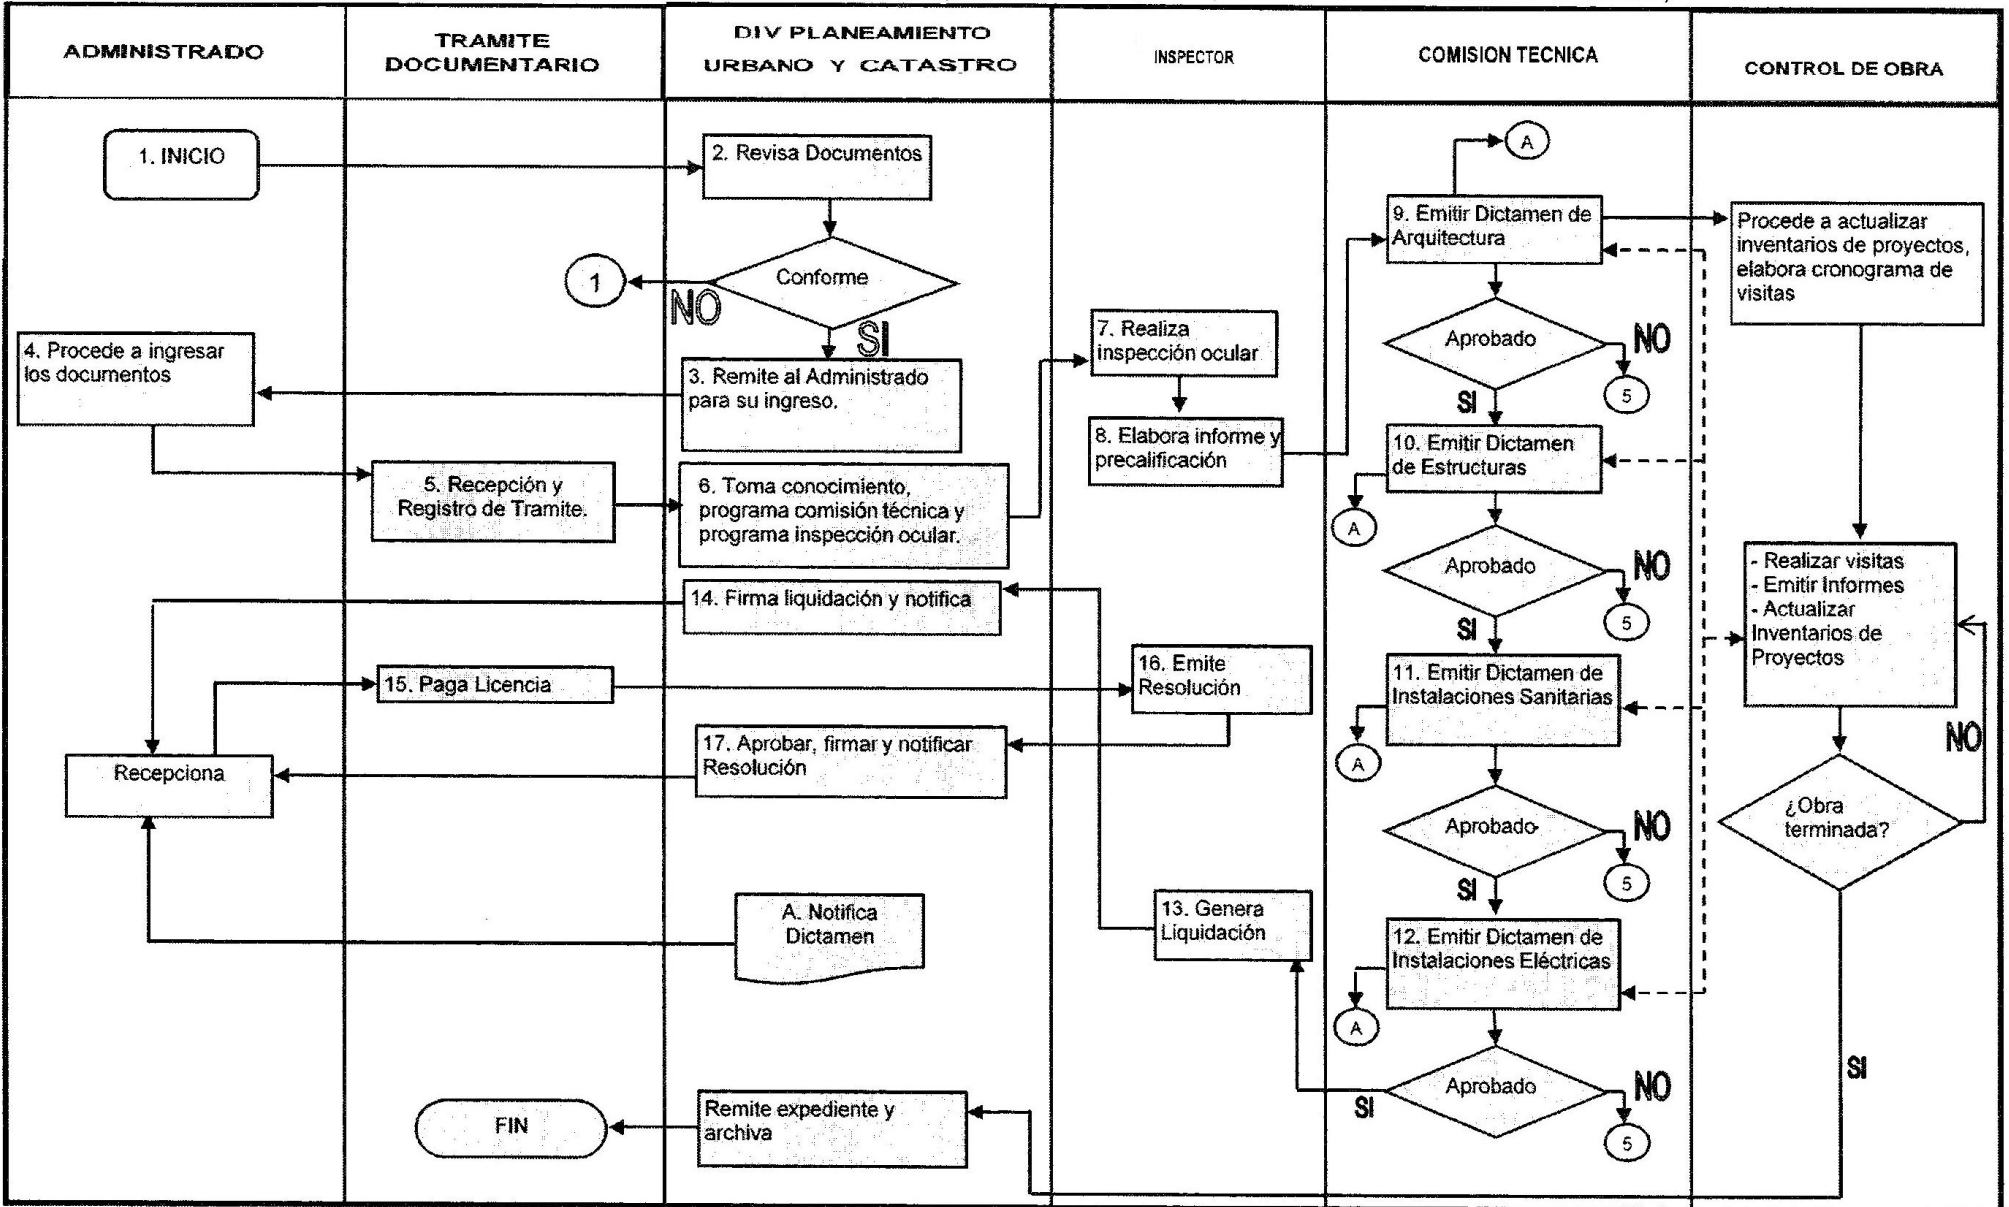 ADMINISTRADO
TRAMITE
DOCUMENTARIO
DIV PLANEAMIENTO
URBANO Y CATASTRO
INSPECTOR
COMISION TECNICA
CONTROL DE OBRA
1. INICIO
2. Revisa Documentos
Conforme
1
NO
SI
3. Remite al Administrado
para su ingreso.
4. Procede a ingresar
los documentos
5. Recepción y
Registro de Tramite.
6. Toma conocimiento,
programa comisión técnica y
programa inspección ocular.
7. Realiza
inspección ocular
8. Elabora informe y
precalificación
A
9. Emitir Dictamen de
Arquitectura
Aprobado
NO
5
SI
10. Emitir Dictamen
de Estructuras
A
Aprobado
NO
5
SI
11. Emitir Dictamen de
Instalaciones Sanitarias
A
Aprobado
NO
5
SI
12. Emitir Dictamen de
Instalaciones Eléctricas
A
Aprobado
NO
5
SI
13. Genera
Liquidación
14. Firma liquidación y notifica
15. Paga Licencia
16. Emite
Resolución
17. Aprobar, firmar y notificar
Resolución
Recepciona
A. Notifica
Dictamen
Procede a actualizar
inventarios de proyectos,
elabora cronograma de
visitas
- Realizar visitas
- Emitir Informes
- Actualizar
Inventarios de
Proyectos
¿Obra
terminada?
NO
SI
Remite expediente y
archiva
FIN